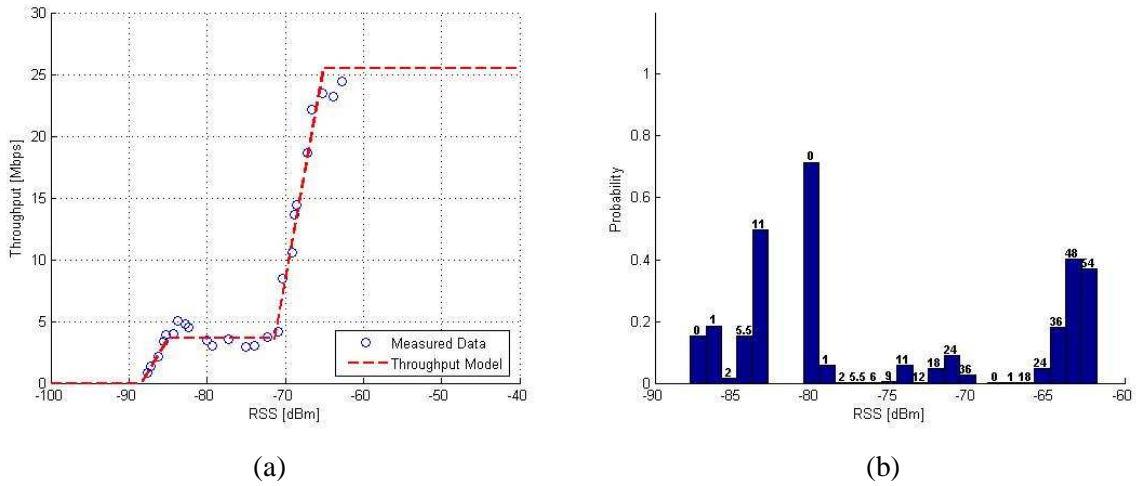 30
25
20
15
10
5
0
Throughput [Mbps]
-100
-90
-80
-70
-60
-50
-40
RSS [dBm]
Measured Data
Throughput Model
(a)
1
0.8
0.6
0.4
0.2
0
Probability
0 1 2 5.5 11
0 1 2 5.5 6 9 11 12 18 24 36
0 1 18 24 36 48 54
-90
-85
-80
-75
-70
-65
-60
RSS [dBm]
(b)